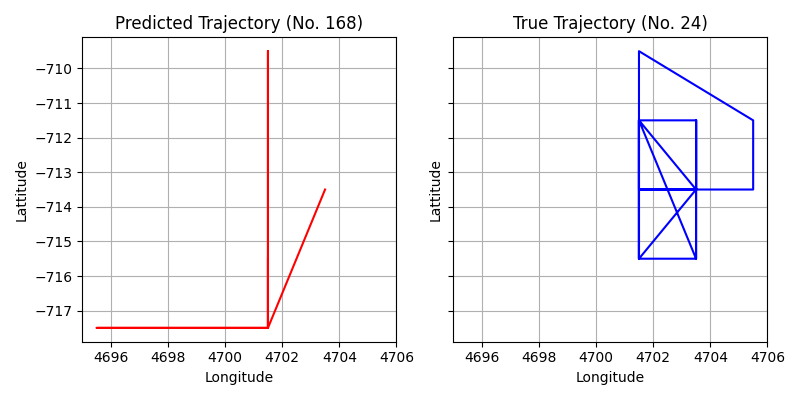 Predicted Trajectory (No. 168)
True Trajectory (No. 24)
−710
−711
−712
−713
−714
−715
−716
−717
Lattitude
Lattitude
4696 4698 4700 4702 4704 4706
4696 4698 4700 4702 4704 4706
Longitude
Longitude